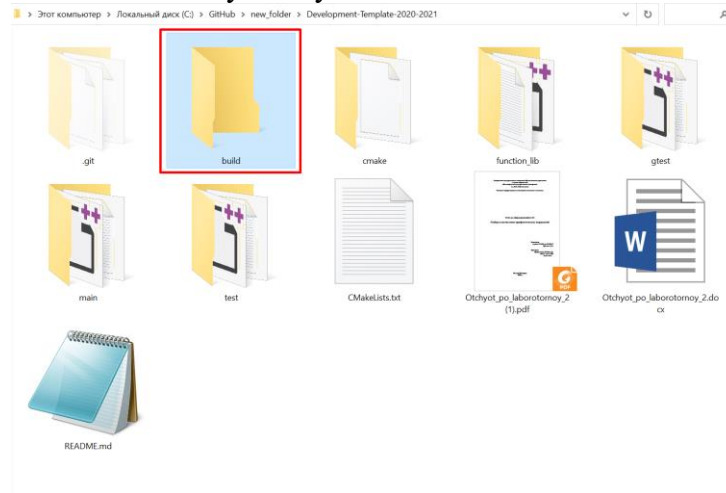 Этот компьютер > Локальный диск (C:) > GitHub > new_folder > Development-Template-2020-2021
.git
build
cmake
function_lib
gtest
main
test
CMakeLists.txt
Otchyot_po_laborotornoy_2
(1).pdf
PDF
W
Otchyot_po_laborotornoy_2.do
cx
README.md